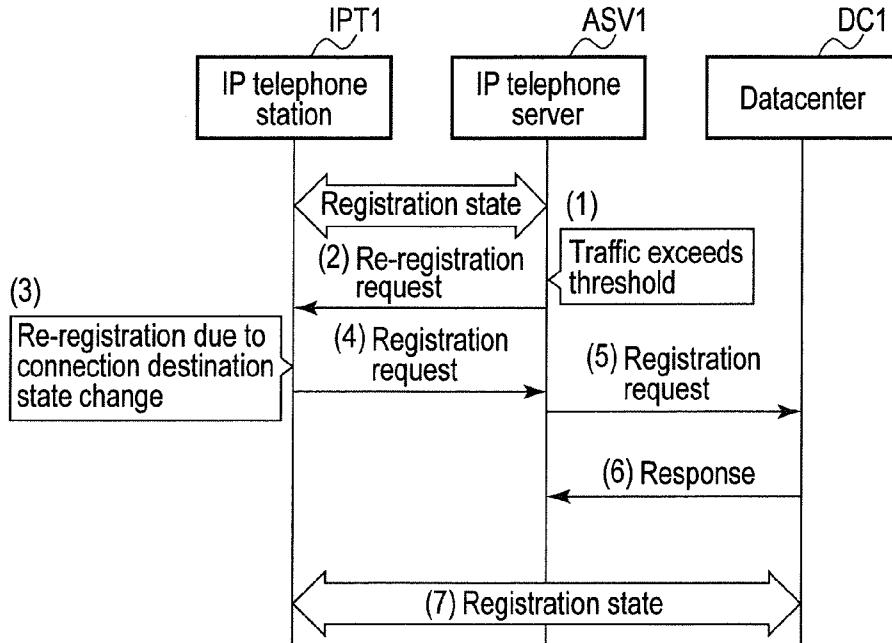 IPT1
ASV1
DC1
IP telephone
station
IP telephone
server
Datacenter
Registration state
(1)
Traffic exceeds
threshold
(2) Re-registration
request
(3)
Re-registration due to
connection destination
state change
(4) Registration
request
(5) Registration
request
(6) Response
(7) Registration state